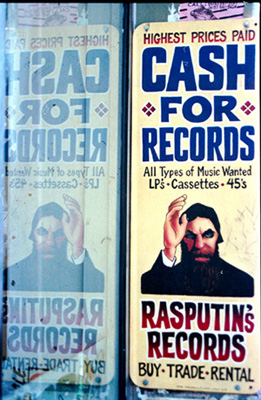 HIGHEST PRICES PAID
CASH
FOR
RECORDS
All Types of Music Wanted
LP's · Cassettes · 45's
RASPUTIN'S
RECORDS
BUY · TRADE · RENTAL